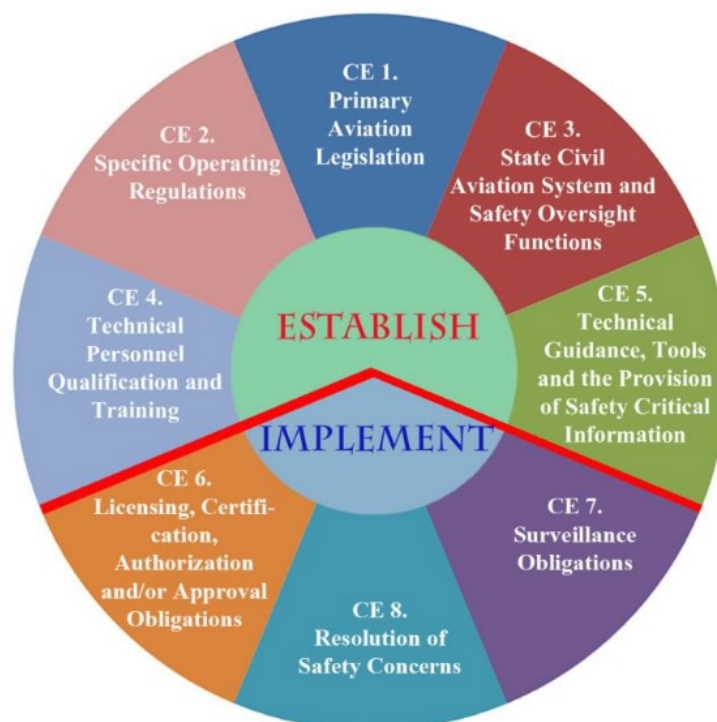 CE 1.
Primary
Aviation
Legislation
CE 2.
Specific Operating
Regulations
CE 3.
State Civil
Aviation System and
Safety Oversight
Functions
CE 4.
Technical
Personnel
Qualification and
Training
ESTABLISH
CE 5.
Technical
Guidance, Tools
and the Provision
of Safety Critical
Information
IMPLEMENT
CE 6.
Licensing, Certifi-
cation,
Authorization
and/or Approval
Obligations
CE 7.
Surveillance
Obligations
CE 8.
Resolution of
Safety Concerns